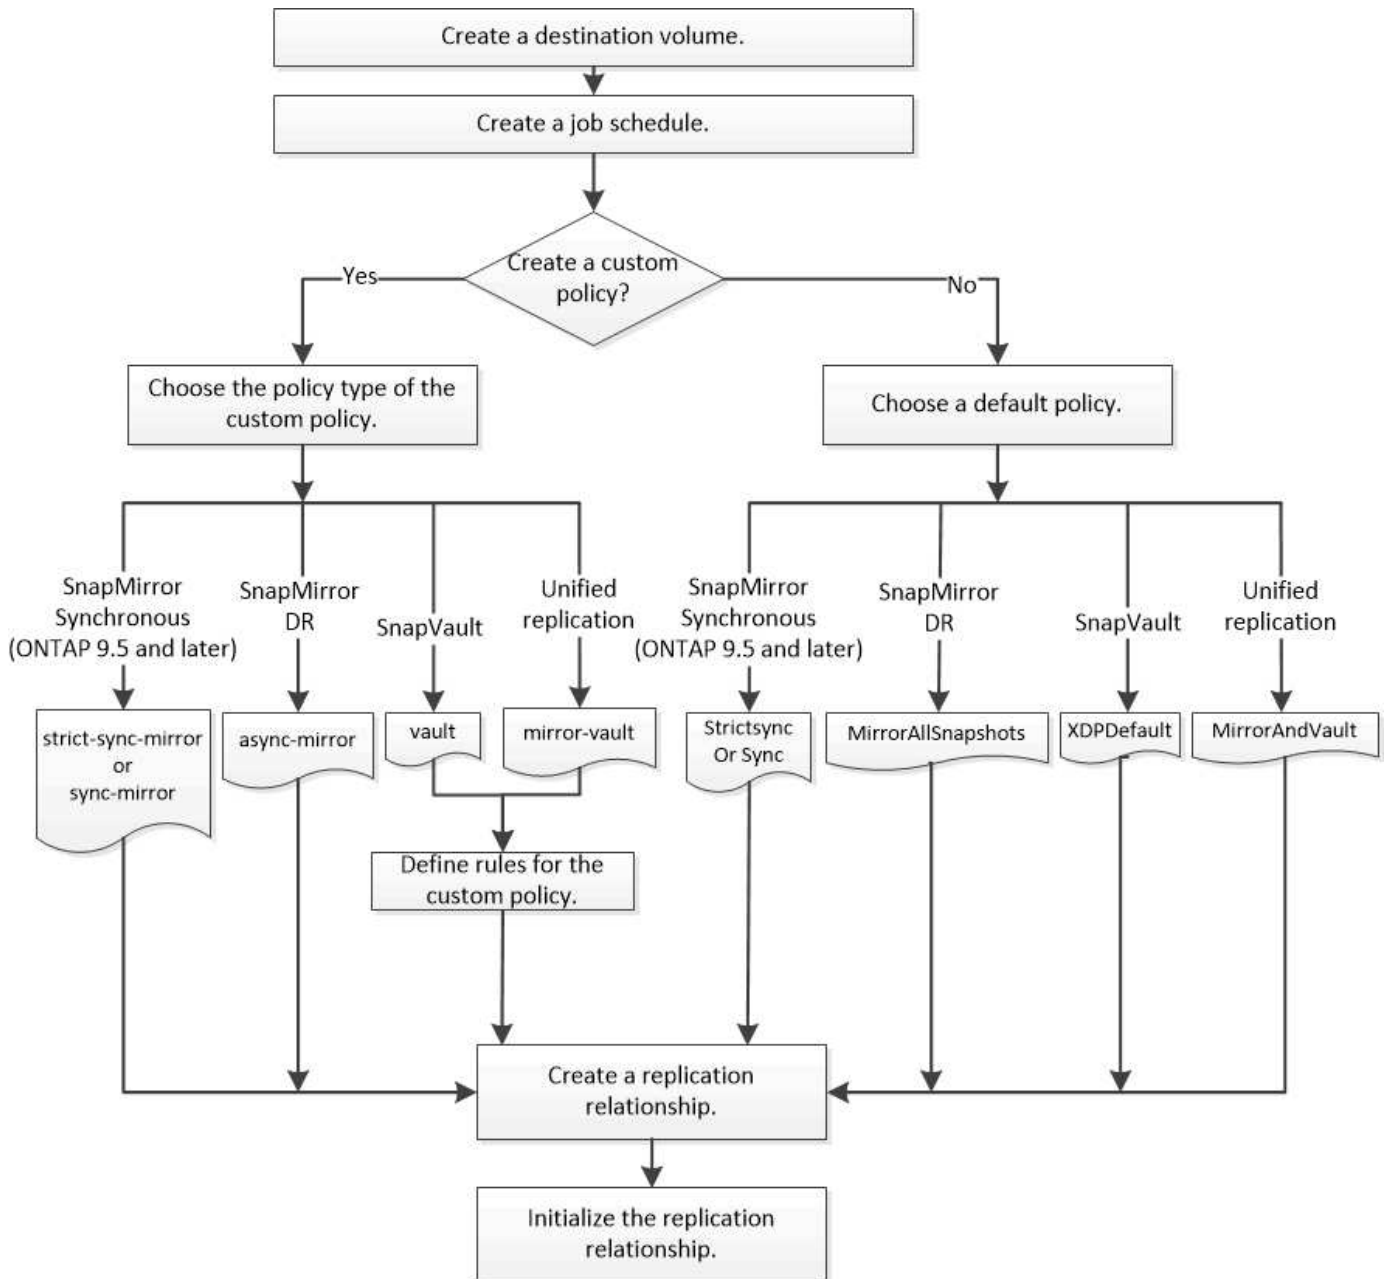 Create a destination volume.
Create a job schedule.
Create a custom
policy?
Yes
No
Choose the policy type of the
custom policy.
Choose a default policy.
SnapMirror
Synchronous
(ONTAP 9.5 and later)
SnapMirror
DR
SnapVault
Unified
replication
SnapMirror
Synchronous
(ONTAP 9.5 and later)
SnapMirror
DR
SnapVault
Unified
replication
strict-sync-mirror
or
sync-mirror
async-mirror
vault
mirror-vault
Strictsync
Or Sync
MirrorAllSnapshots
XDPDefault
MirrorAndVault
Define rules for the
custom policy.
Create a replication
relationship.
Initialize the replication
relationship.